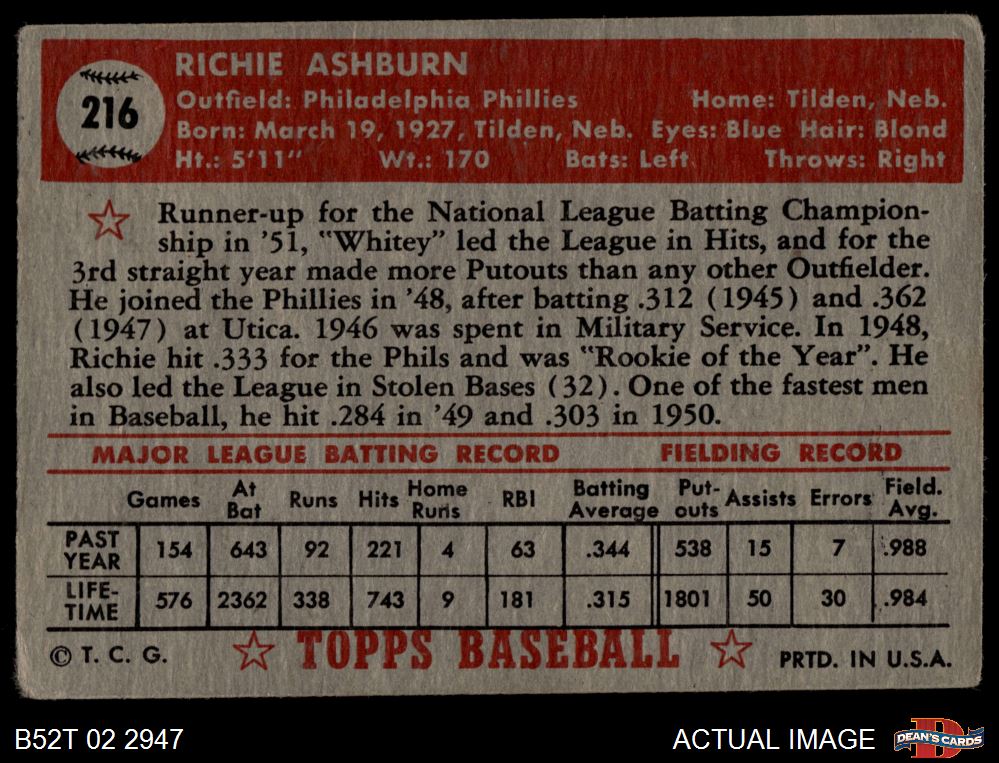 216
RICHIE ASHBURN
Outfield: Philadelphia Phillies Home: Tilden, Neb.
Born: March 19, 1927, Tilden, Neb. Eyes: Blue Hair: Blond
Ht.: 5'11" Wt.: 170 Bats: Left Throws: Right
Runner-up for the National League Batting Champion-
ship in '51, "Whitey" led the League in Hits, and for the
3rd straight year made more Putouts than any other Outfielder.
He joined the Phillies in '48, after batting .312 (1945) and .362
(1947) at Utica. 1946 was spent in Military Service. In 1948,
Richie hit .333 for the Phils and was "Rookie of the Year". He
also led the League in Stolen Bases (32). One of the fastest men
in Baseball, he hit .284 in '49 and .303 in 1950.
MAJOR LEAGUE BATTING RECORD FIELDING RECORD
Games At Bat Runs Hits Home Runs RBI Batting Average Put-outs Assists Errors Field. Avg.
PAST YEAR 154 643 92 221 4 63 .344 538 15 7 .988
LIFE-TIME 576 2362 338 743 9 181 .315 1801 50 30 .984
© T. C. G. TOPPS BASEBALL PRTD. IN U.S.A.
B52T 02 2947 ACTUAL IMAGE DEAN'S CARDS